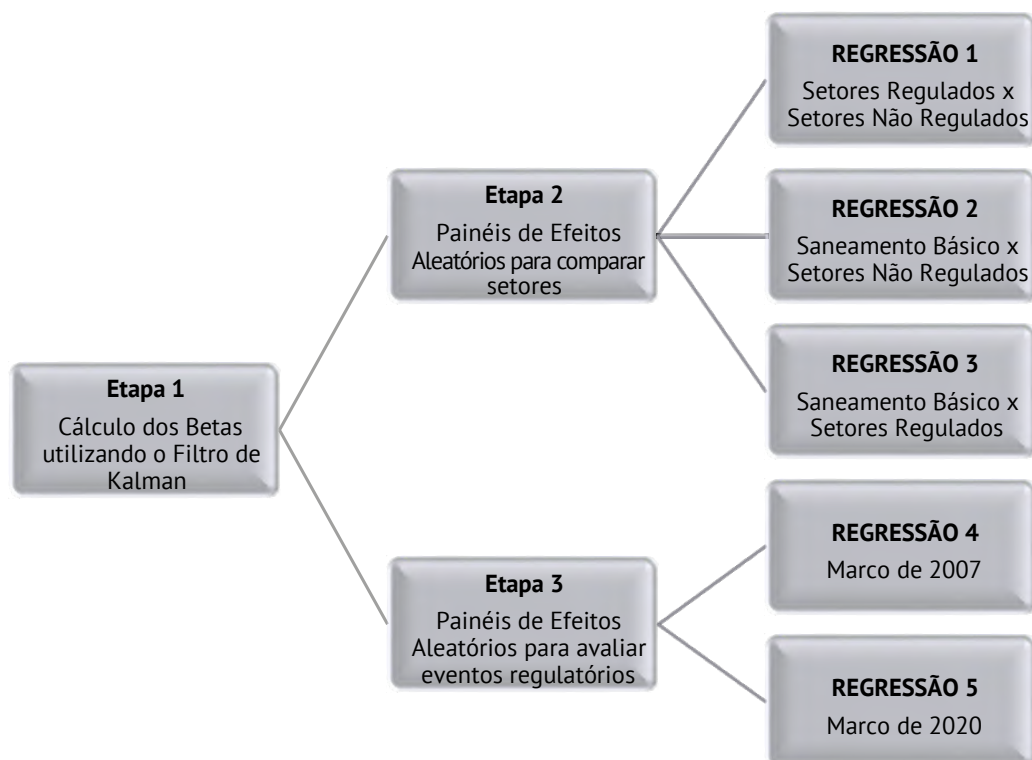 Etapa 1
Cálculo dos Betas
utilizando o Filtro de
Kalman
Etapa 2
Painéis de Efeitos
Aleatórios para comparar
setores
REGRESSÃO 1
Setores Regulados x
Setores Não Regulados
REGRESSÃO 2
Saneamento Básico x
Setores Não Regulados
REGRESSÃO 3
Saneamento Básico x
Setores Regulados
Etapa 3
Painéis de Efeitos
Aleatórios para avaliar
eventos regulatórios
REGRESSÃO 4
Marco de 2007
REGRESSÃO 5
Marco de 2020